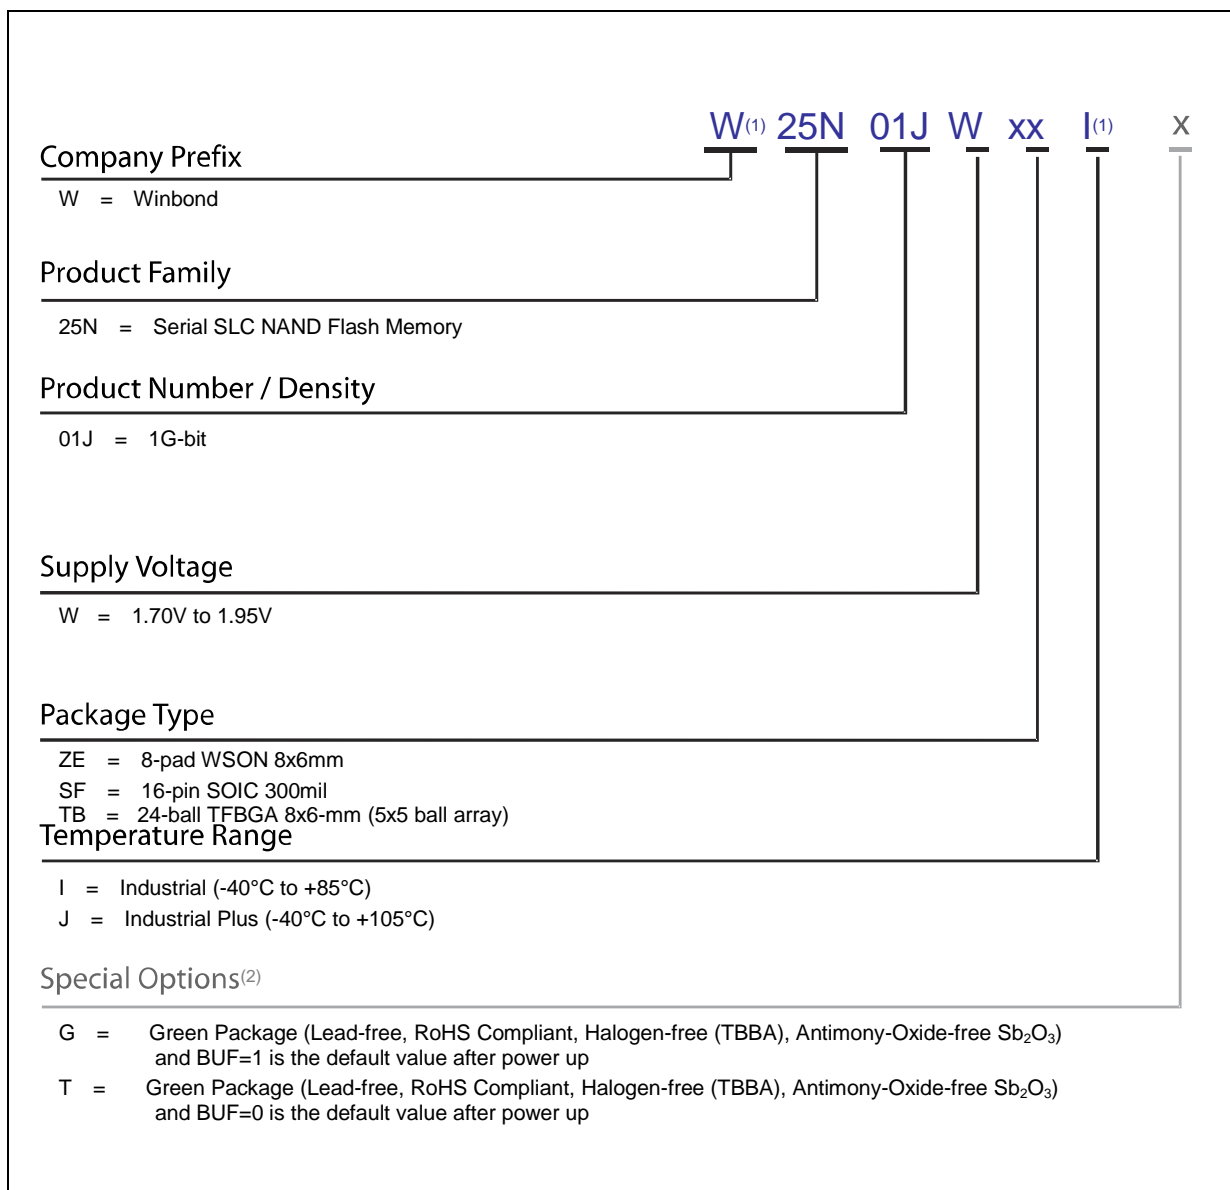 W(1) 25N 01J W xx I(1) x
Company Prefix
W = Winbond
Product Family
25N = Serial SLC NAND Flash Memory
Product Number / Density
01J = 1G-bit
Supply Voltage
W = 1.70V to 1.95V
Package Type
ZE = 8-pad WSON 8x6mm
SF = 16-pin SOIC 300mil
TB = 24-ball TFBGA 8x6-mm (5x5 ball array)
Temperature Range
I = Industrial (-40°C to +85°C)
J = Industrial Plus (-40°C to +105°C)
Special Options(2)
G = Green Package (Lead-free, RoHS Compliant, Halogen-free (TBBA), Antimony-Oxide-free Sb₂O₃)
and BUF=1 is the default value after power up
T = Green Package (Lead-free, RoHS Compliant, Halogen-free (TBBA), Antimony-Oxide-free Sb₂O₃)
and BUF=0 is the default value after power up